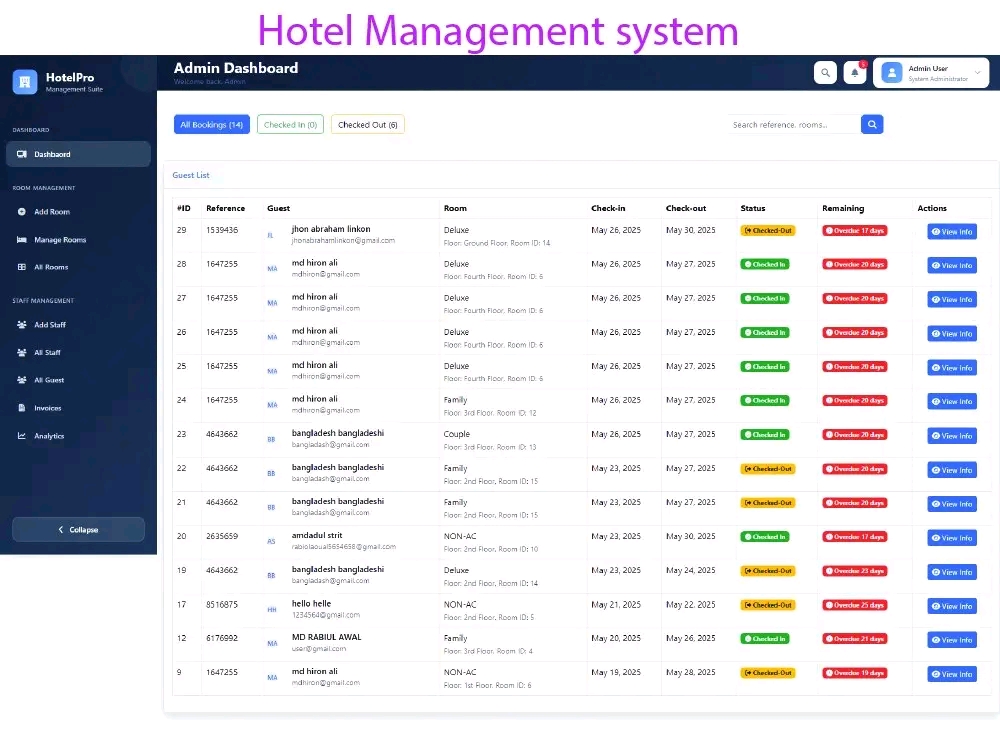 Hotel Management system
HotelPro
Management Suite
Admin Dashboard
Welcome back, Admin
Admin User
System Administrator
DASHBOARD
Dashbaord
ROOM MANAGEMENT
Add Room
Manage Rooms
All Rooms
STAFF MANAGEMENT
Add Staff
All Staff
All Guest
Invoices
Analytics
Collapse
All Bookings (14) Checked In (0) Checked Out (6) Search reference, rooms...
Guest List
#ID Reference Guest Room Check-in Check-out Status Remaining Actions
29 1539436 JL jhon abraham linkon Deluxe May 26, 2025 May 30, 2025 Checked-Out Overdue 17 days View Info
jhonabrahamlinkon@gmail.com Floor: Ground Floor, Room ID: 14
28 1647255 MA md hiron ali Deluxe May 26, 2025 May 27, 2025 Checked In Overdue 20 days View Info
mdhiron@gmail.com Floor: Fourth Floor, Room ID: 6
27 1647255 MA md hiron ali Deluxe May 26, 2025 May 27, 2025 Checked In Overdue 20 days View Info
mdhiron@gmail.com Floor: Fourth Floor, Room ID: 6
26 1647255 MA md hiron ali Deluxe May 26, 2025 May 27, 2025 Checked In Overdue 20 days View Info
mdhiron@gmail.com Floor: Fourth Floor, Room ID: 6
25 1647255 MA md hiron ali Deluxe May 26, 2025 May 27, 2025 Checked In Overdue 20 days View Info
mdhiron@gmail.com Floor: Fourth Floor, Room ID: 6
24 1647255 MA md hiron ali Family May 26, 2025 May 27, 2025 Checked In Overdue 20 days View Info
mdhiron@gmail.com Floor: 3rd Floor, Room ID: 12
23 4643662 BB bangladesh bangladeshi Couple May 26, 2025 May 27, 2025 Checked In Overdue 20 days View Info
bangladash@gmail.com Floor: 3rd Floor, Room ID: 13
22 4643662 BB bangladesh bangladeshi Family May 23, 2025 May 27, 2025 Checked-Out Overdue 20 days View Info
bangladash@gmail.com Floor: 2nd Floor, Room ID: 15
21 4643662 BB bangladesh bangladeshi Family May 23, 2025 May 27, 2025 Checked-Out Overdue 20 days View Info
bangladash@gmail.com Floor: 2nd Floor, Room ID: 15
20 2635659 AS amdadul strit NON-AC May 23, 2025 May 30, 2025 Checked In Overdue 17 days View Info
rabiolaoual5654658@gmail.com Floor: 2nd Floor, Room ID: 10
19 4643662 BB bangladesh bangladeshi Deluxe May 23, 2025 May 24, 2025 Checked-Out Overdue 23 days View Info
bangladash@gmail.com Floor: 2nd Floor, Room ID: 14
17 8516875 HH hello helle NON-AC May 21, 2025 May 22, 2025 Checked-Out Overdue 25 days View Info
1234564@gmail.com Floor: 2nd Floor, Room ID: 5
12 6176992 MA MD RABIUL AWAL Family May 20, 2025 May 26, 2025 Checked In Overdue 21 days View Info
user@gmail.com Floor: 3rd Floor, Room ID: 4
9 1647255 MA md hiron ali NON-AC May 19, 2025 May 28, 2025 Checked-Out Overdue 19 days View Info
mdhiron@gmail.com Floor: 1st Floor, Room ID: 6